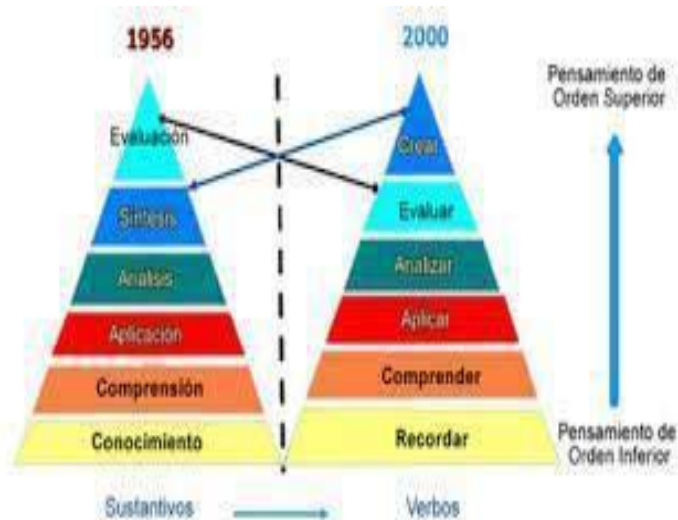 1956
2000
Pensamiento de
Orden Superior
Evaluación
Crear
Síntesis
Evaluar
Análisis
Analizar
Aplicación
Aplicar
Comprensión
Comprender
Conocimiento
Recordar
Pensamiento de
Orden Inferior
Sustantivos
Verbos